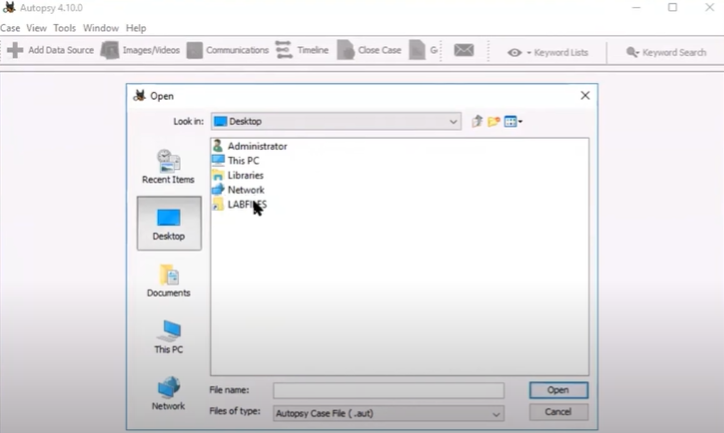 Autopsy 4.10.0
Case View Tools Window Help
Add Data Source Images/Videos Communications Timeline Close Case G Keyword Lists Keyword Search
Open
Look in: Desktop
Administrator
This PC
Libraries
Network
LABFILES
Recent Items
Desktop
Documents
This PC
Network
File name: Open
Files of type: Autopsy Case File ( .aut) Cancel